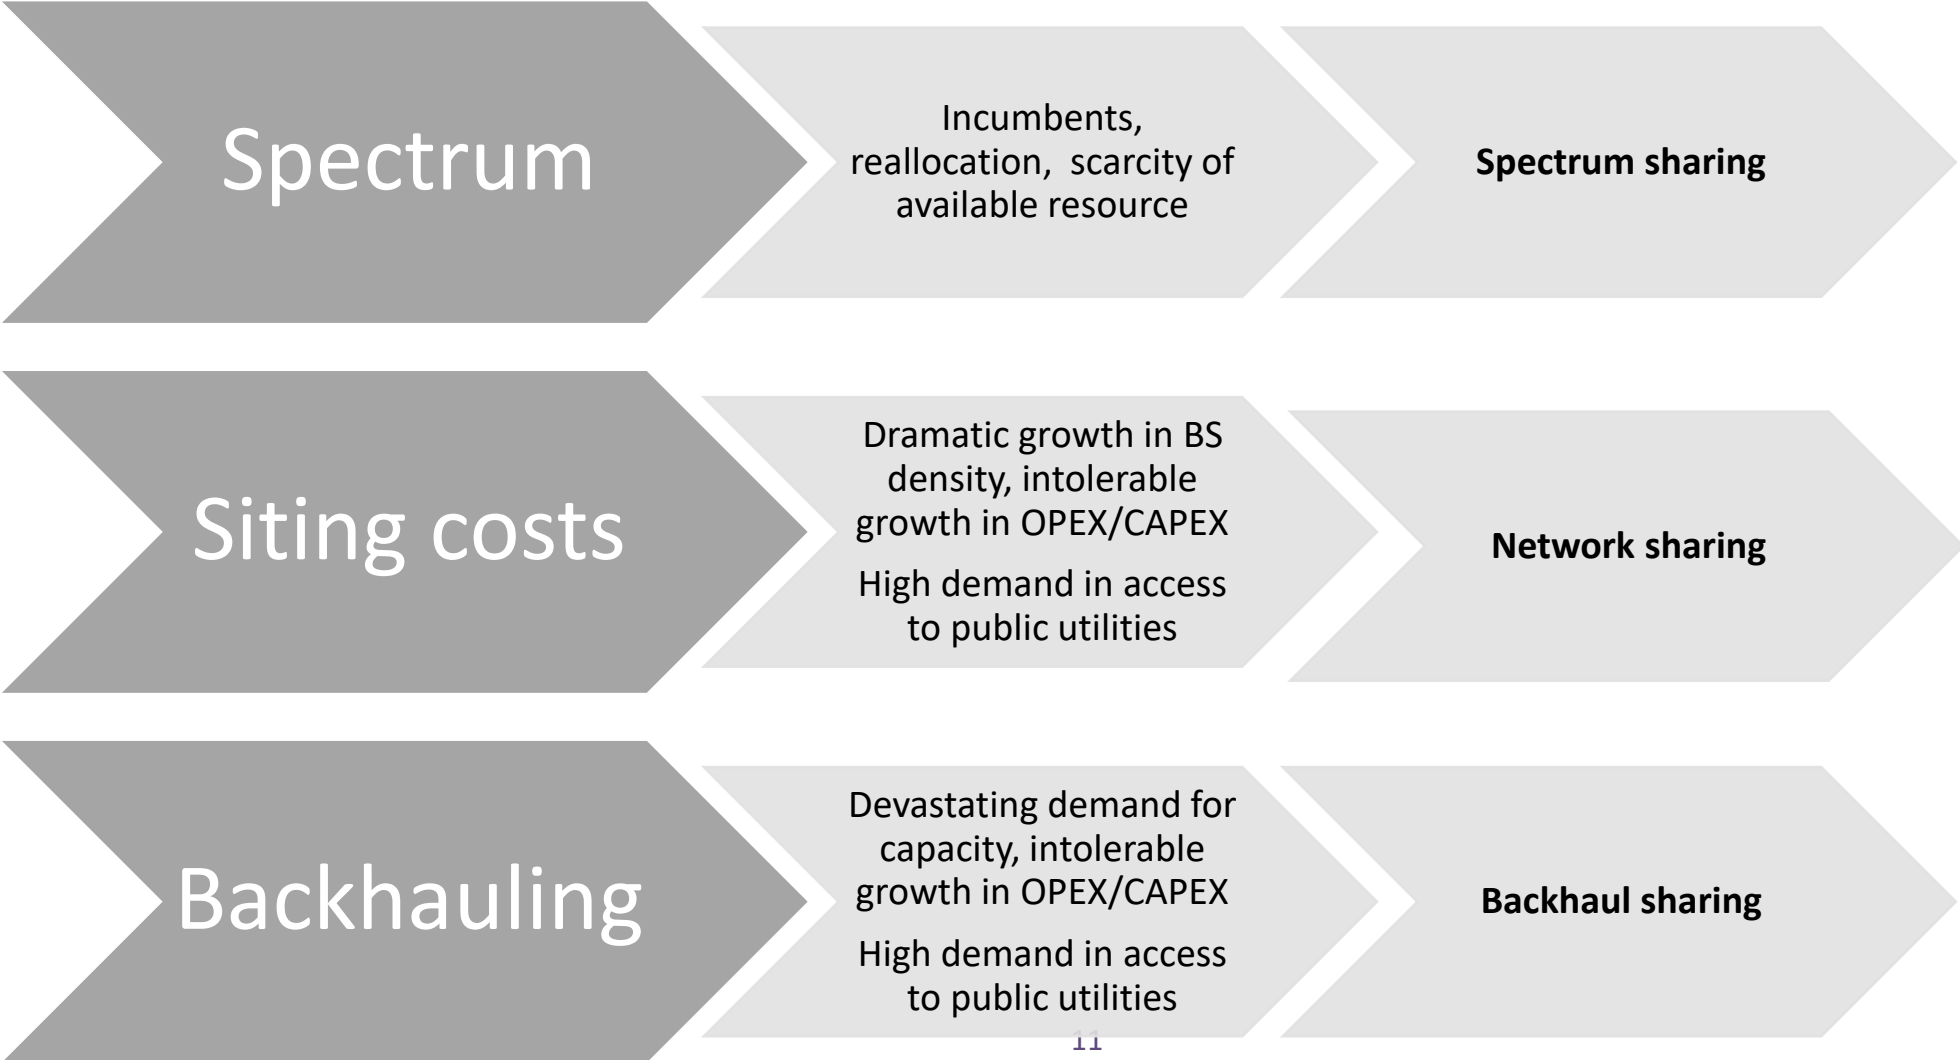 Spectrum
Incumbents,
reallocation,  scarcity of
available resource
Spectrum sharing
Siting costs
Dramatic growth in BS
density, intolerable
growth in OPEX/CAPEX
High demand in access
to public utilities
Network sharing
Backhauling
Devastating demand for
capacity, intolerable
growth in OPEX/CAPEX
High demand in access
to public utilities
Backhaul sharing
11